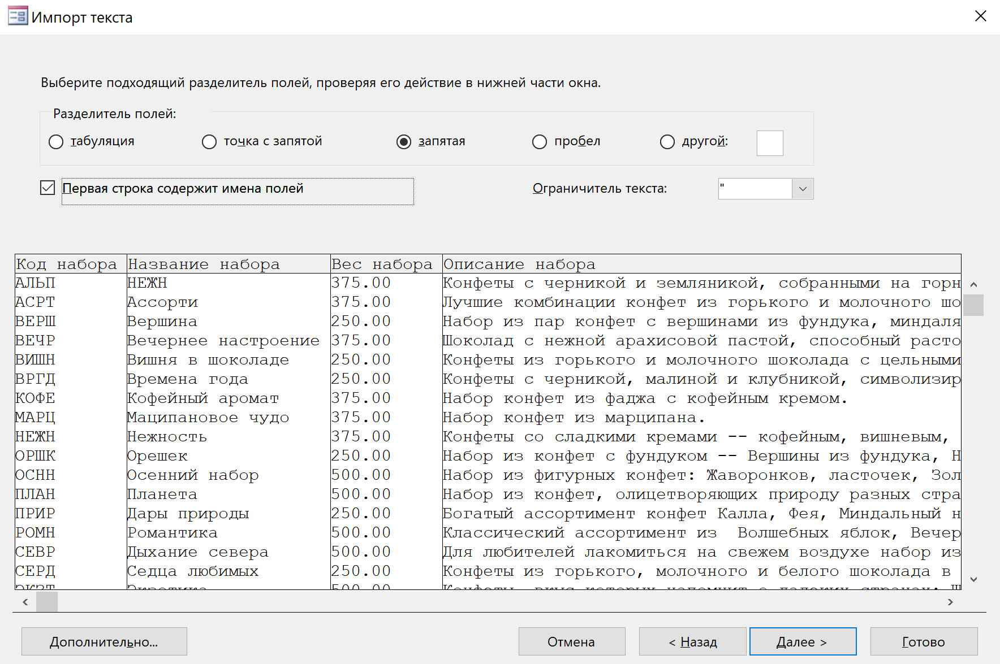 Импорт текста
Выберите подходящий разделитель полей, проверяя его действие в нижней части окна.
Разделитель полей:
табуляция точка с запятой запятая пробел другой:
Первая строка содержит имена полей Ограничитель текста: "
Код набора Название набора Вес набора Описание набора
АЛЬП НЕЖН 375.00 Конфеты с черникой и земляникой, собранными на горн
АСРТ Ассорти 375.00 Лучшие комбинации конфет из горького и молочного шо
ВЕРШ Вершина 250.00 Набор из пар конфет с вершинами из фундука, миндаля
ВЕЧР Вечернее настроение 375.00 Шоколад с нежной арахисовой пастой, способный расто
ВИШН Вишня в шоколаде 250.00 Конфеты из горького и молочного шоколада с цельными
ВРГД Времена года 250.00 Конфеты с черникой, малиной и клубникой, символизир
КОФЕ Кофейный аромат 375.00 Набор конфет из фаджа с кофейным кремом.
МАРЦ Маципановое чудо 375.00 Набор конфет из марципана.
НЕЖН Нежность 375.00 Конфеты со сладкими кремами -- кофейным, вишневым,
ОРШК Орешек 250.00 Набор из конфет с фундуком -- Вершины из фундука, Н
ОСНН Осенний набор 500.00 Набор из фигурных конфет: Жаворонков, ласточек, Зол
ПЛАН Планета 500.00 Набор из конфет, олицетворяющих природу разных стра
ПРИР Дары природы 250.00 Богатый ассортимент конфет Калла, Фея, Миндальный н
РОМН Романтика 500.00 Классический ассортимент из  Волшебных яблок, Вечер
СЕВР Дыхание севера 500.00 Для любителей лакомиться на свежем воздухе набор из
СЕРД Седца любимых 250.00 Конфеты из горького, молочного и белого шоколада в
ЭКЗТ Экзотика 500.00 Конфеты, вкус которых напомнит о далеких странах: Ш
Дополнительно... Отмена < Назад Далее > Готово